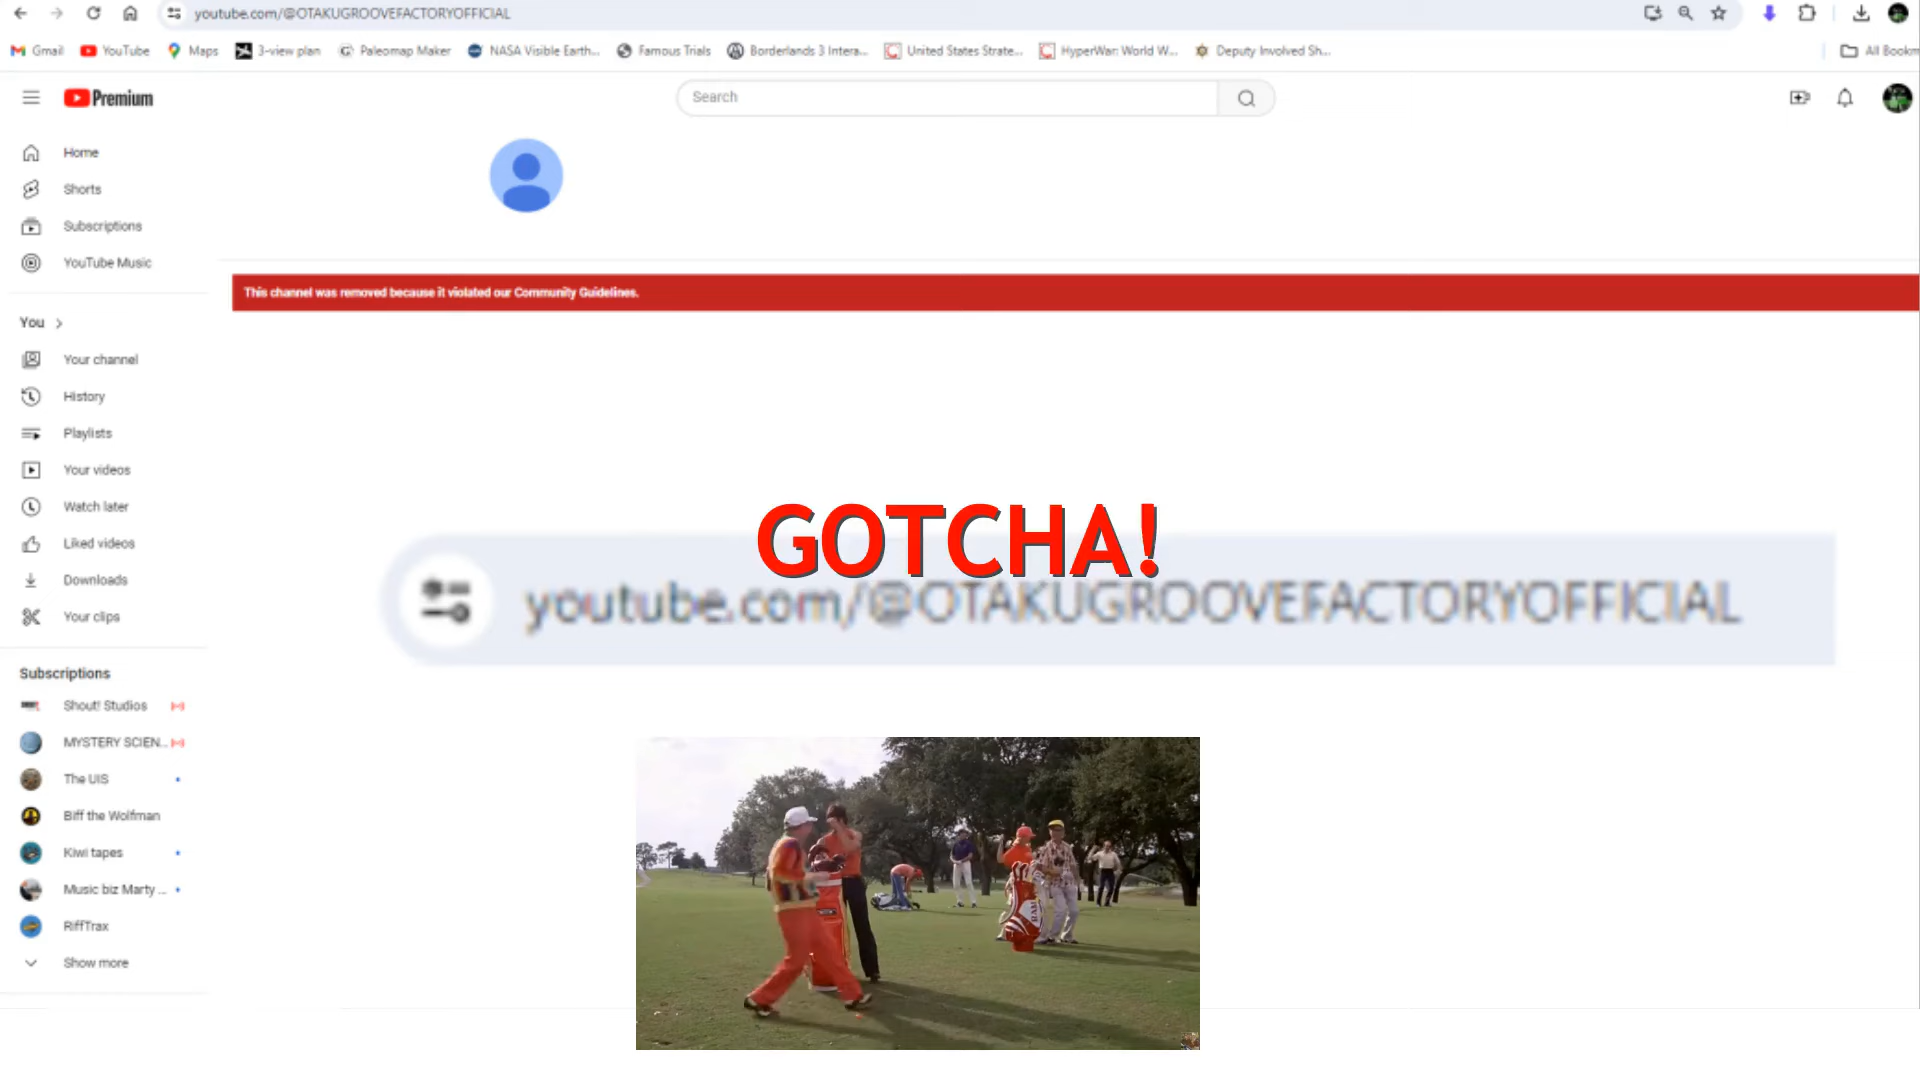 youtube.com/@OTAKUGROOVEFACTORYOFFICIAL
Gmail YouTube Maps 3-view plan Paleomap Maker NASA Visible Earth... Famous Trials Borderlands 3 Intera... United States Strate... HyperWar: World W... Deputy Involved Sh... All Bookm
Premium
Search
Home
Shorts
Subscriptions
YouTube Music
This channel was removed because it violated our Community Guidelines.
You
Your channel
History
Playlists
Your videos
Watch later
Liked videos
Downloads
Your clips
GOTCHA!
youtube.com/@OTAKUGROOVEFACTORYOFFICIAL
Subscriptions
Shout! Studios
MYSTERY SCIEN...
The UIS
Biff the Wolfman
Kiwi tapes
Music biz Marty ...
RiffTrax
Show more